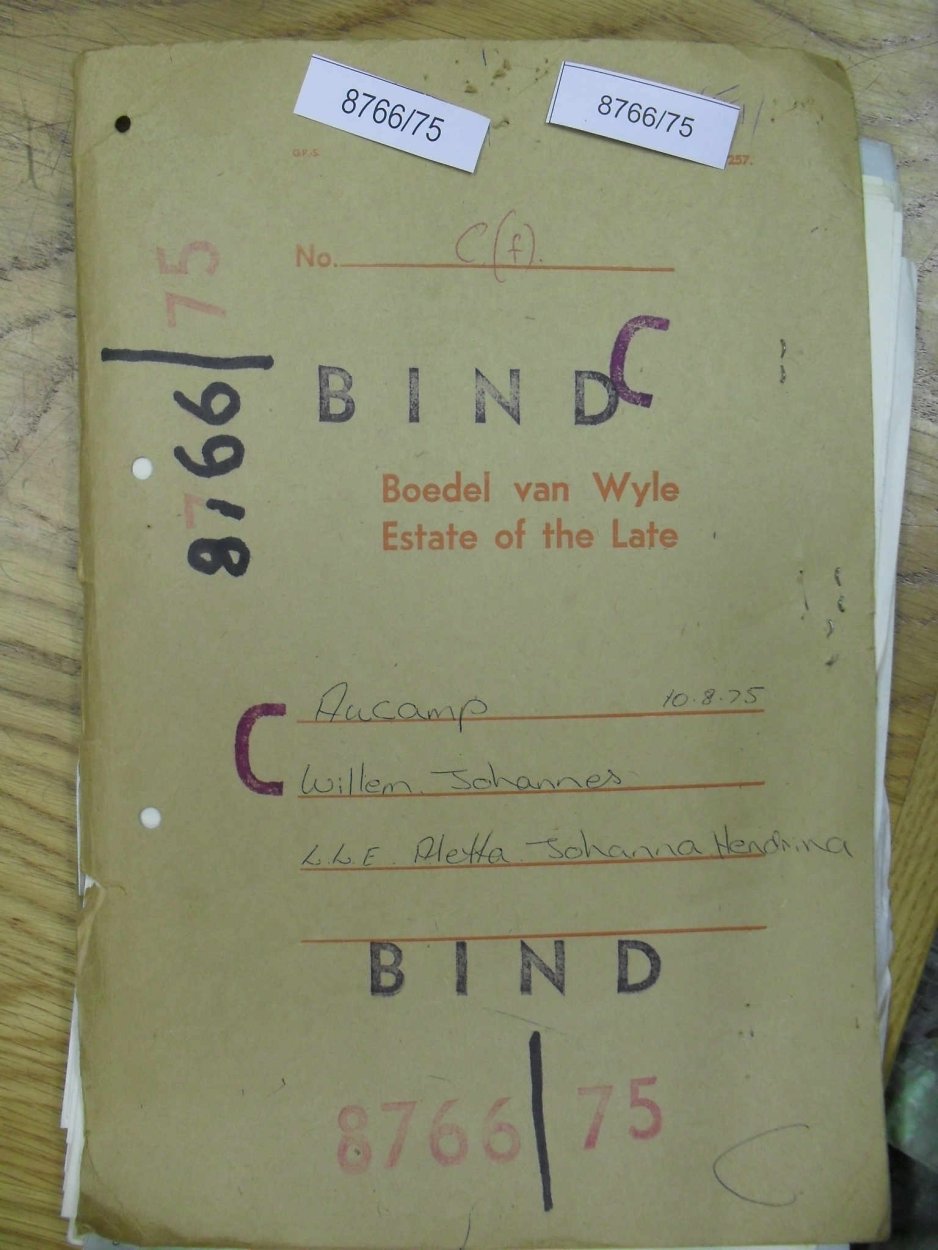 8766/75
8766/75
G.P.-S.
257.
No. C(f).
8766/75
C
BIND
Boedel van Wyle
Estate of the Late
Aucamp 10.8.75
C
Willem Johannes
L.L.E. Aletta Johanna Hendrina
BIND
8766/75
C